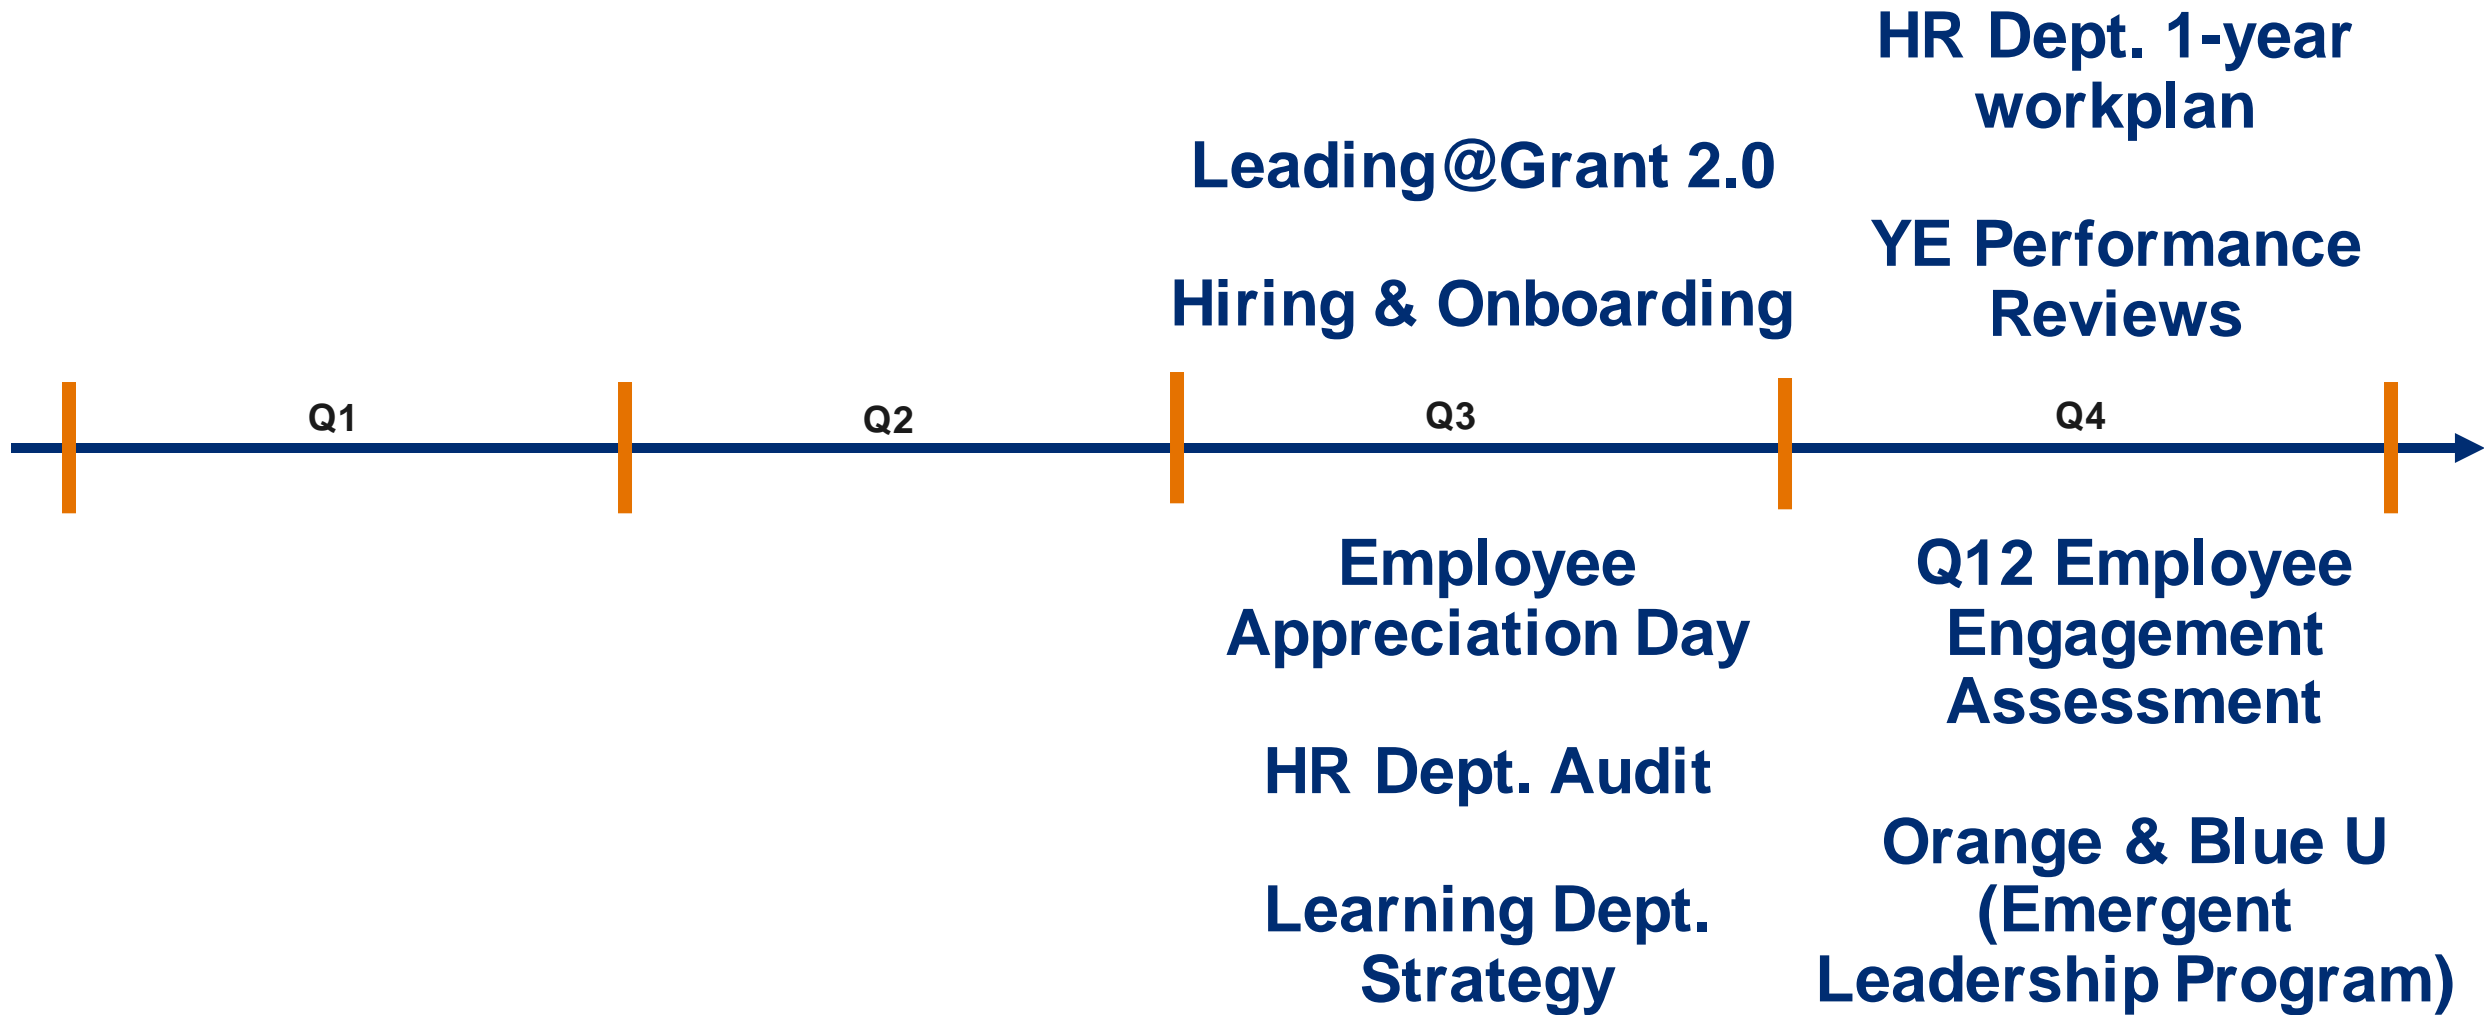 HR Dept. 1-year
workplan
Leading@Grant 2.0
YE Performance
Reviews
Hiring & Onboarding
Q1
Q2
Q3
Q4
Employee
Appreciation Day
HR Dept. Audit
Learning Dept.
Strategy
Q12 Employee
Engagement
Assessment
Orange & Blue U
(Emergent
Leadership Program)